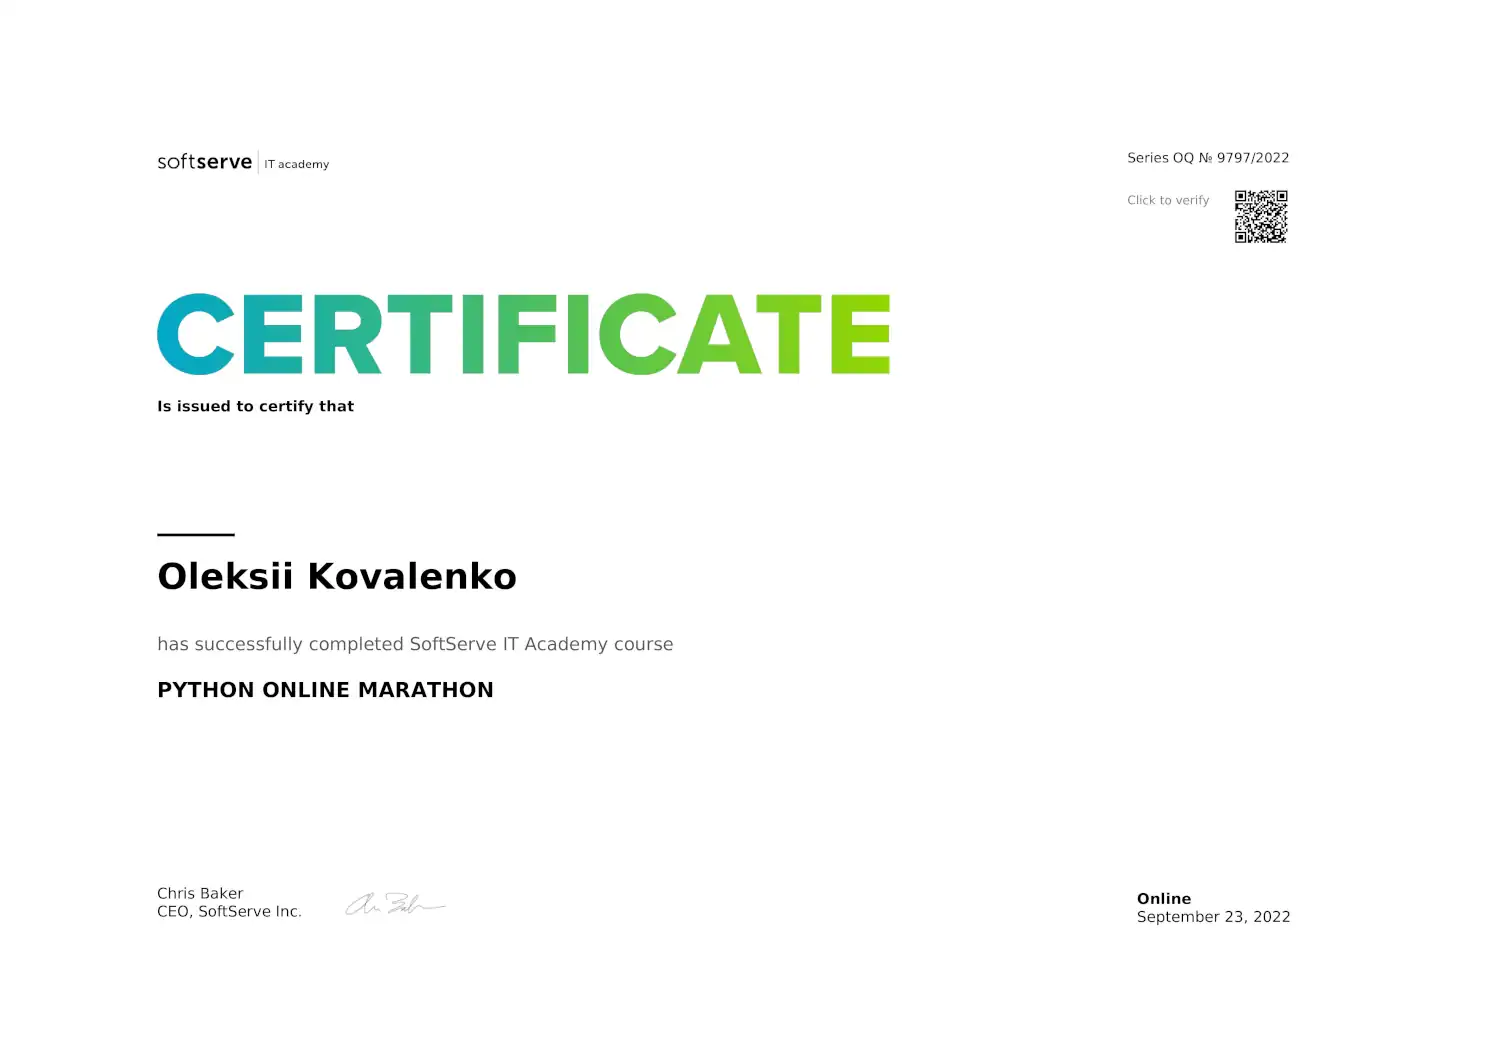 softserve IT academy
Series OQ № 9797/2022
Click to verify
CERTIFICATE
Is issued to certify that
Oleksii Kovalenko
has successfully completed SoftServe IT Academy course
PYTHON ONLINE MARATHON
Chris Baker
CEO, SoftServe Inc.
Online
September 23, 2022